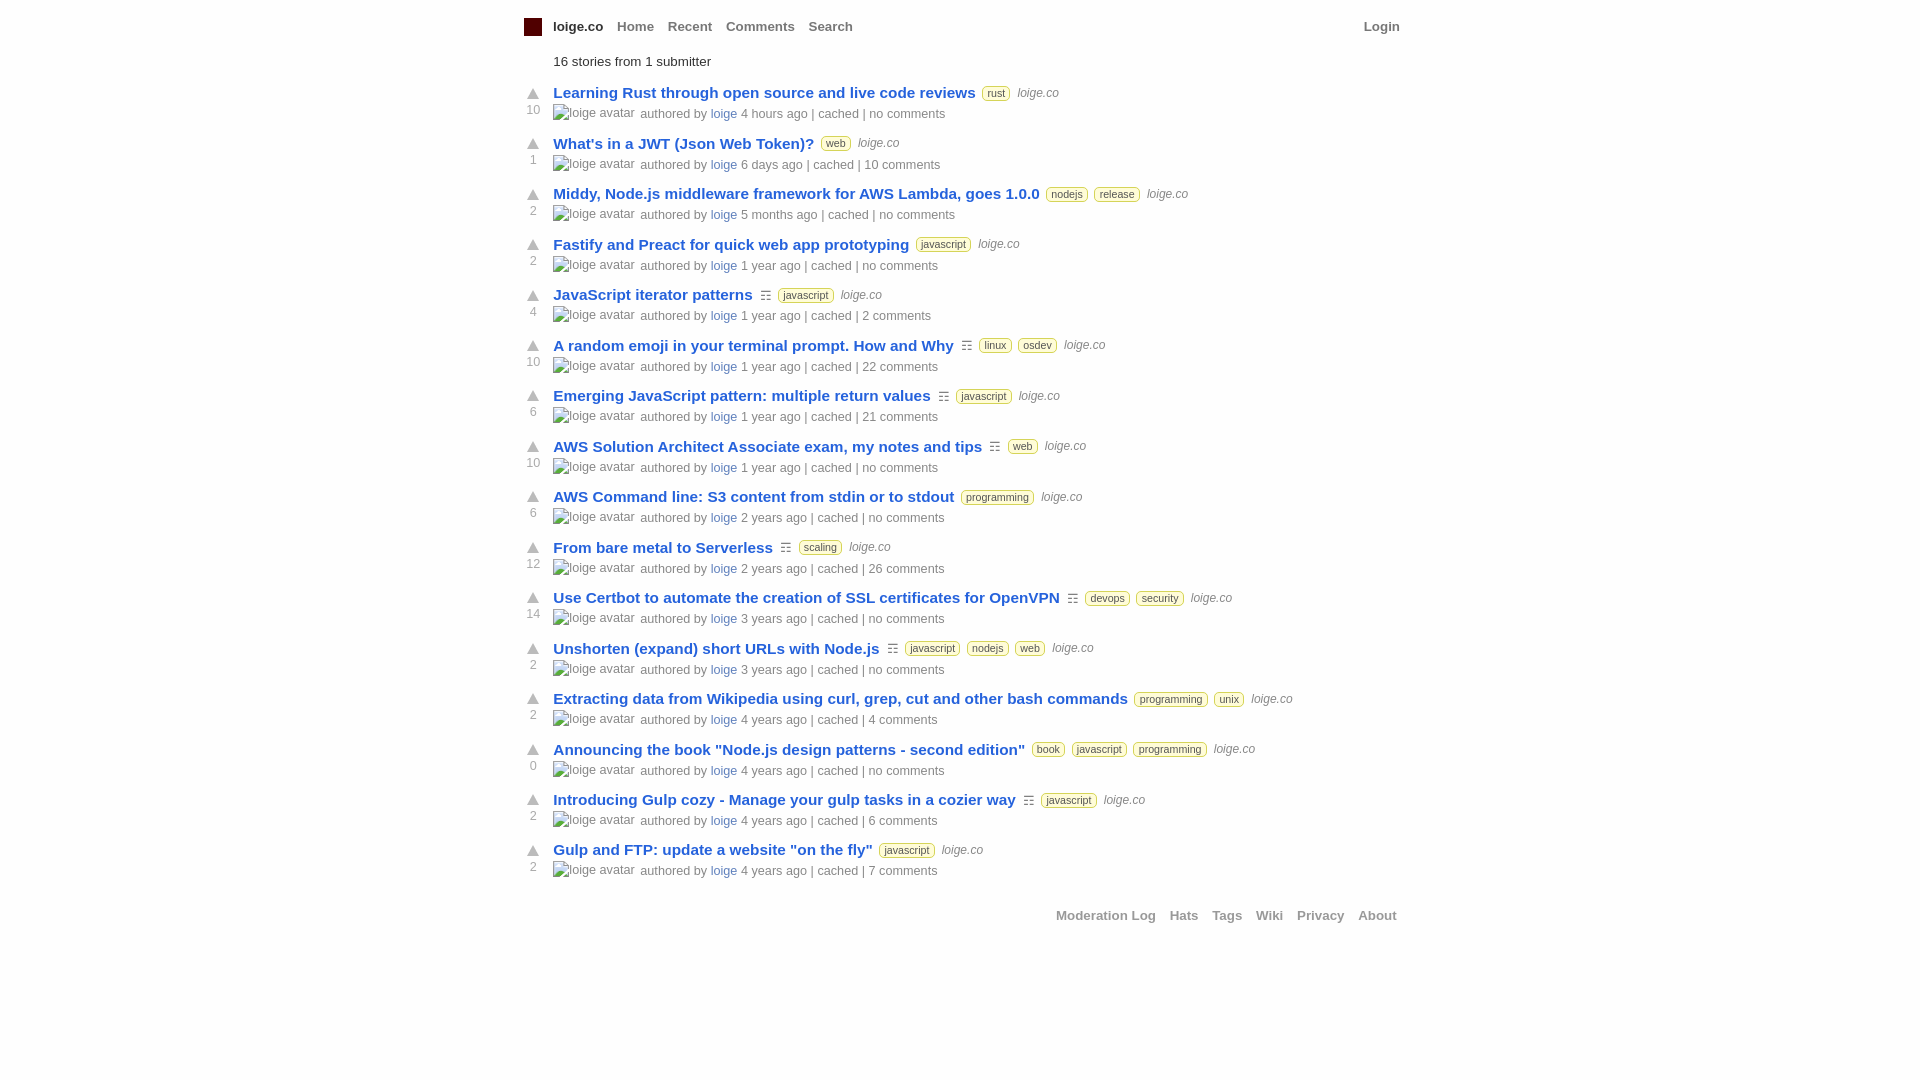 loige.co Home Recent Comments Search Login
16 stories from 1 submitter
Learning Rust through open source and live code reviews rust loige.co
10
loige avatar authored by loige 4 hours ago | cached | no comments
What's in a JWT (Json Web Token)? web loige.co
1
loige avatar authored by loige 6 days ago | cached | 10 comments
Middy, Node.js middleware framework for AWS Lambda, goes 1.0.0 nodejs release loige.co
2
loige avatar authored by loige 5 months ago | cached | no comments
Fastify and Preact for quick web app prototyping javascript loige.co
2
loige avatar authored by loige 1 year ago | cached | no comments
JavaScript iterator patterns ☶ javascript loige.co
4
loige avatar authored by loige 1 year ago | cached | 2 comments
A random emoji in your terminal prompt. How and Why ☶ linux osdev loige.co
10
loige avatar authored by loige 1 year ago | cached | 22 comments
Emerging JavaScript pattern: multiple return values ☶ javascript loige.co
6
loige avatar authored by loige 1 year ago | cached | 21 comments
AWS Solution Architect Associate exam, my notes and tips ☶ web loige.co
10
loige avatar authored by loige 1 year ago | cached | no comments
AWS Command line: S3 content from stdin or to stdout programming loige.co
6
loige avatar authored by loige 2 years ago | cached | no comments
From bare metal to Serverless ☶ scaling loige.co
12
loige avatar authored by loige 2 years ago | cached | 26 comments
Use Certbot to automate the creation of SSL certificates for OpenVPN ☶ devops security loige.co
14
loige avatar authored by loige 3 years ago | cached | no comments
Unshorten (expand) short URLs with Node.js ☶ javascript nodejs web loige.co
2
loige avatar authored by loige 3 years ago | cached | no comments
Extracting data from Wikipedia using curl, grep, cut and other bash commands programming unix loige.co
2
loige avatar authored by loige 4 years ago | cached | 4 comments
Announcing the book "Node.js design patterns - second edition" book javascript programming loige.co
0
loige avatar authored by loige 4 years ago | cached | no comments
Introducing Gulp cozy - Manage your gulp tasks in a cozier way ☶ javascript loige.co
2
loige avatar authored by loige 4 years ago | cached | 6 comments
Gulp and FTP: update a website "on the fly" javascript loige.co
2
loige avatar authored by loige 4 years ago | cached | 7 comments
Moderation Log Hats Tags Wiki Privacy About